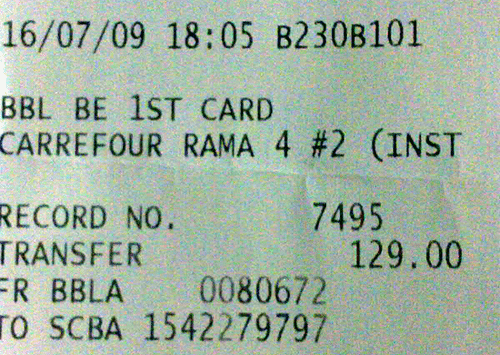 16/07/09 18:05 B230B101
BBL BE 1ST CARD
CARREFOUR RAMA 4 #2 (INST
RECORD NO. 7495
TRANSFER 129.00
FR BBLA 0080672
TO SCBA 1542279797